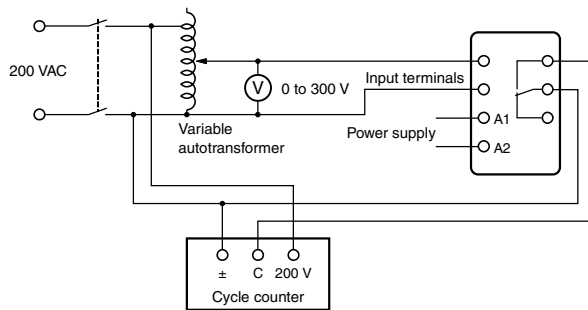 200 VAC
V
0 to 300 V
Input terminals
Variable
autotransformer
Power supply
A1
A2
± C 200 V
Cycle counter